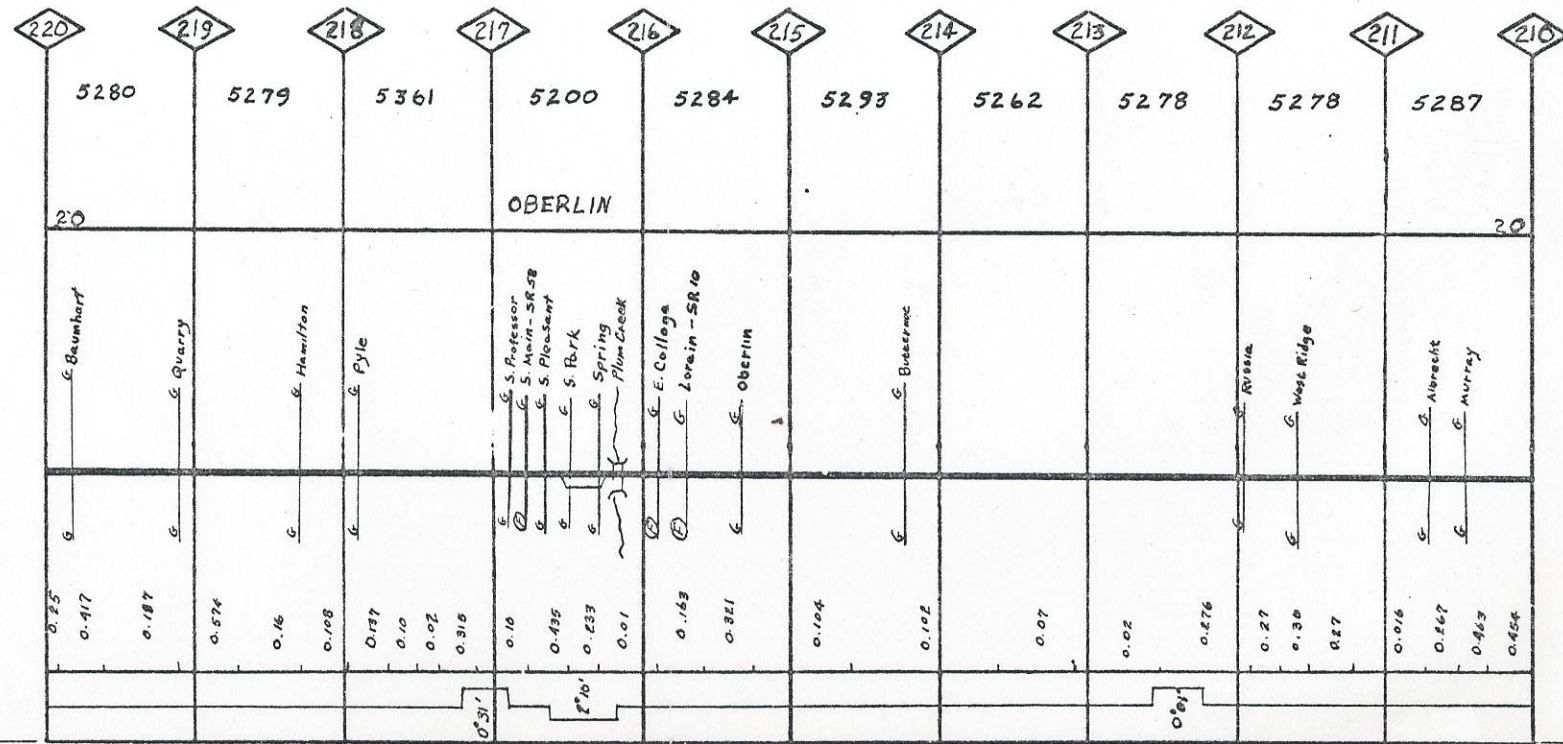 220 219 218 217 216 215 214 213 212 211 210
5280 5279 5361 5200 5284 5293 5262 5278 5278 5287
OBERLIN
20 20
G Baumhart
G Quarry
G Hamilton
G Pyle
G S. Professor
G S. Main - SR 58
G S. Pleasant
G S. Park
G Spring
Plum Creek
G E. College
G Lorain - SR 10
G Oberlin
G Butternut
G Russia
G West Ridge
G Albrecht
G Murray
G G G G G F G G G F F G G G G G G
0.25 0.417 0.187 0.574 0.16 0.108 0.137 0.10 0.02 0.315 0.10 0.435 0.233 0.01 0.163 0.321 0.104 0.102 0.07 0.02 0.276 0.27 0.30 0.27 0.016 0.267 0.463
0°31' 2°10'